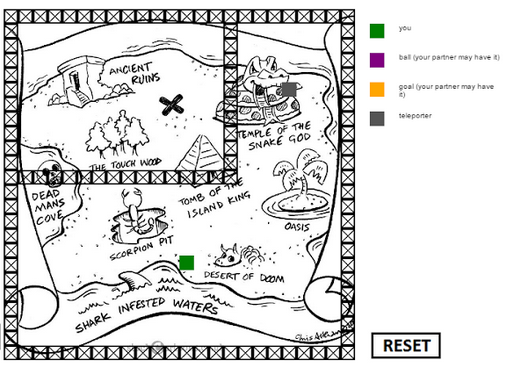 you
ball (your partner may have it)
goal (your partner may have
it)
teleporter
ANCIENT
RUINS
TEMPLE OF THE
SNAKE GOD
THE TOUCH WOOD
DEAD
MANS
COVE
TOMB OF THE
ISLAND KING
OASIS
SCORPION PIT
DESERT OF DOOM
SHARK INFESTED WATERS
RESET